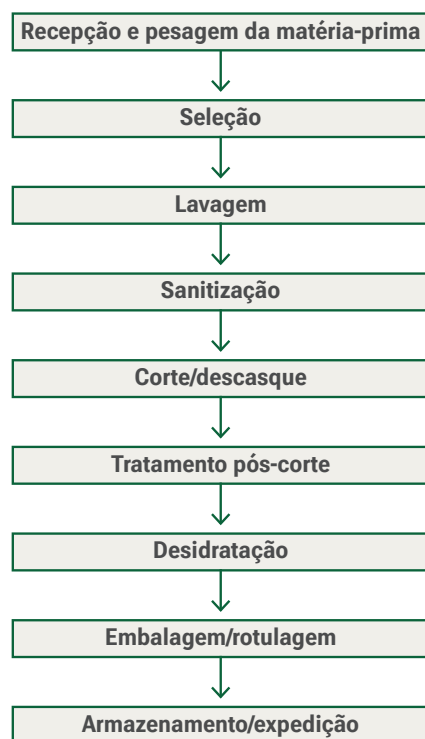 Recepção e pesagem da matéria-prima
Seleção
Lavagem
Sanitização
Corte/descasque
Tratamento pós-corte
Desidratação
Embalagem/rotulagem
Armazenamento/expedição